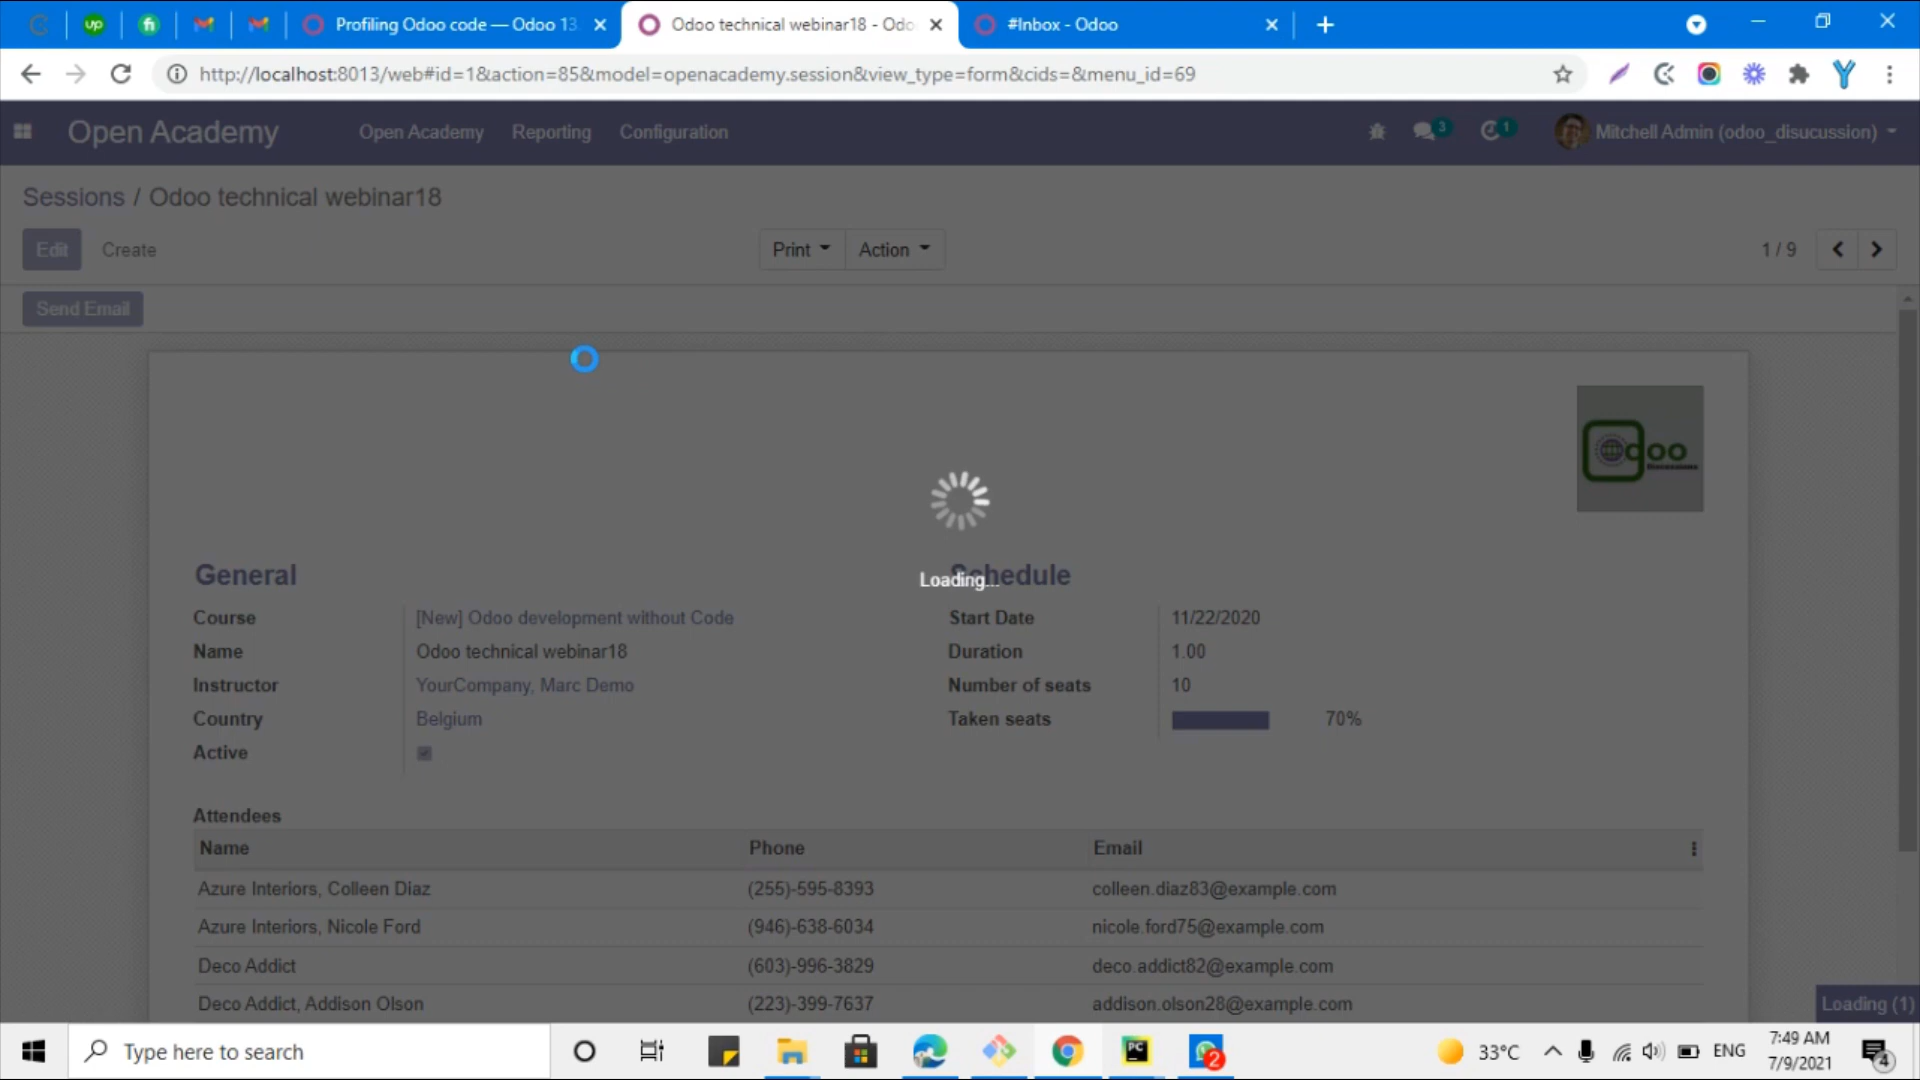 Profiling Odoo code — Odoo 13
Odoo technical webinar18 - Odo
#Inbox - Odoo
http://localhost:8013/web#id=1&action=85&model=openacademy.session&view_type=form&cids=&menu_id=69
Open Academy
Open Academy
Reporting
Configuration
3
1
Mitchell Admin (odoo_disucussion)
Sessions / Odoo technical webinar18
Edit
Create
Print
Action
1 / 9
Send Email
Odoo
Loading...
General
Schedule
Course
[New] Odoo development without Code
Start Date
11/22/2020
Name
Odoo technical webinar18
Duration
1.00
Instructor
YourCompany, Marc Demo
Number of seats
10
Country
Belgium
Taken seats
70%
Active
Attendees
Name
Phone
Email
Azure Interiors, Colleen Diaz
(255)-595-8393
colleen.diaz83@example.com
Azure Interiors, Nicole Ford
(946)-638-6034
nicole.ford75@example.com
Deco Addict
(603)-996-3829
deco.addict82@example.com
Deco Addict, Addison Olson
(223)-399-7637
addison.olson28@example.com
Loading (1)
Type here to search
PC
2
33°C
ENG
7:49 AM
7/9/2021
4